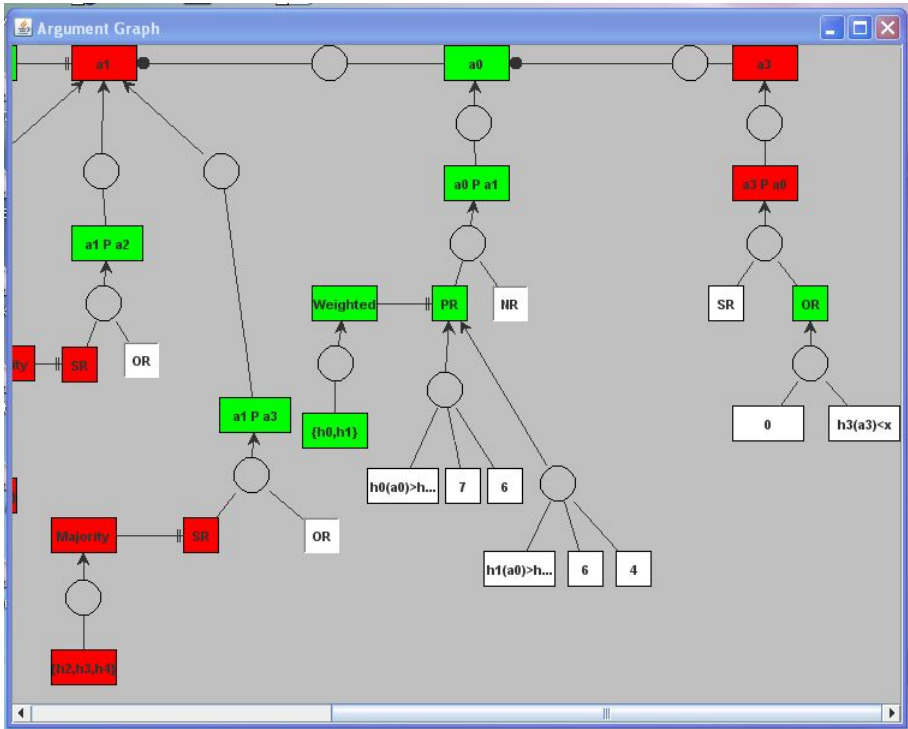 Argument Graph
a1
a0
a3
a0 P a1
a3 P a0
a1 P a2
Weighted
PR
NR
SR
OR
ity
SR
OR
a1 P a3
{h0,h1}
0
h3(a3)<x
h0(a0)>h...
7
6
Majority
SR
OR
h1(a0)>h...
6
4
{h2,h3,h4}